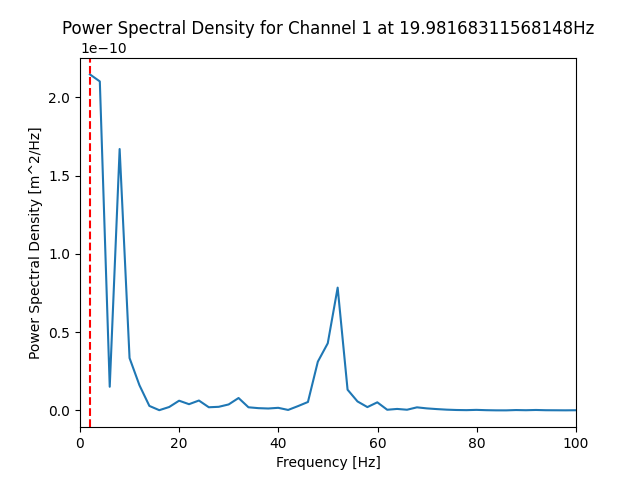 Power Spectral Density for Channel 1 at 19.98168311568148Hz
1e−10
2.0
1.5
1.0
0.5
0.0
Power Spectral Density [m^2/Hz]
0 20 40 60 80 100
Frequency [Hz]